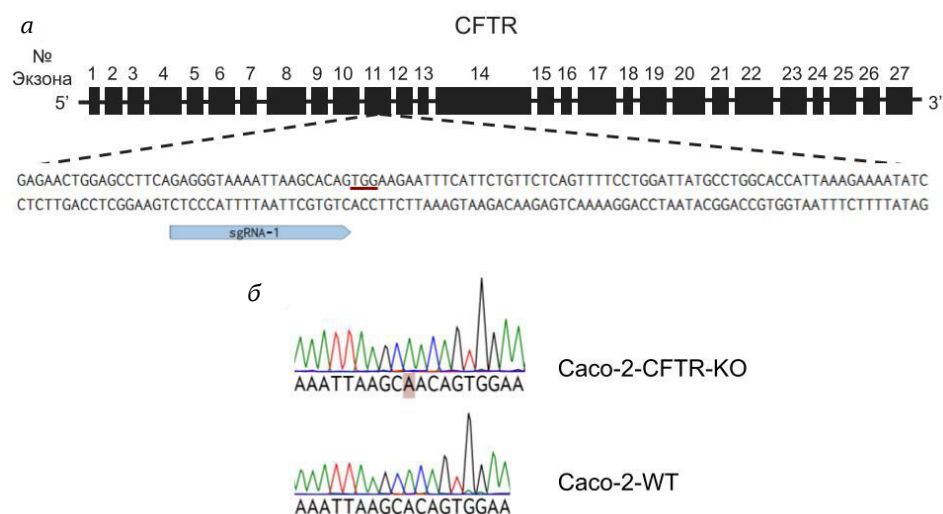 а
CFTR
№
Экзона
1 2 3 4 5 6 7 8 9 10 11 12 13 14 15 16 17 18 19 20 21 22 23 24 25 26 27
5’ 3’
GAGAACTGGAGCCTTCAGAGGGTAAAATTAAGCACAGTGGAAGAATTTCATTCTGTTCTCAGTTTTCCTGGATTATGCCTGGCACCATTAAAGAAAATATC
CTCTTGACCTCGGAAGTCTCCCATTTTAATTCGTGTCACCTTCTTAAAGTAAGACAAGAGTCAAAAGGACCTAATACGGACCGTGGTAATTTCTTTTATAG
sgRNA-1
б
AAATTAAGCAACAGTGGAA
Caco-2-CFTR-KO
AAATTAAGCACAGTGGAA
Caco-2-WT